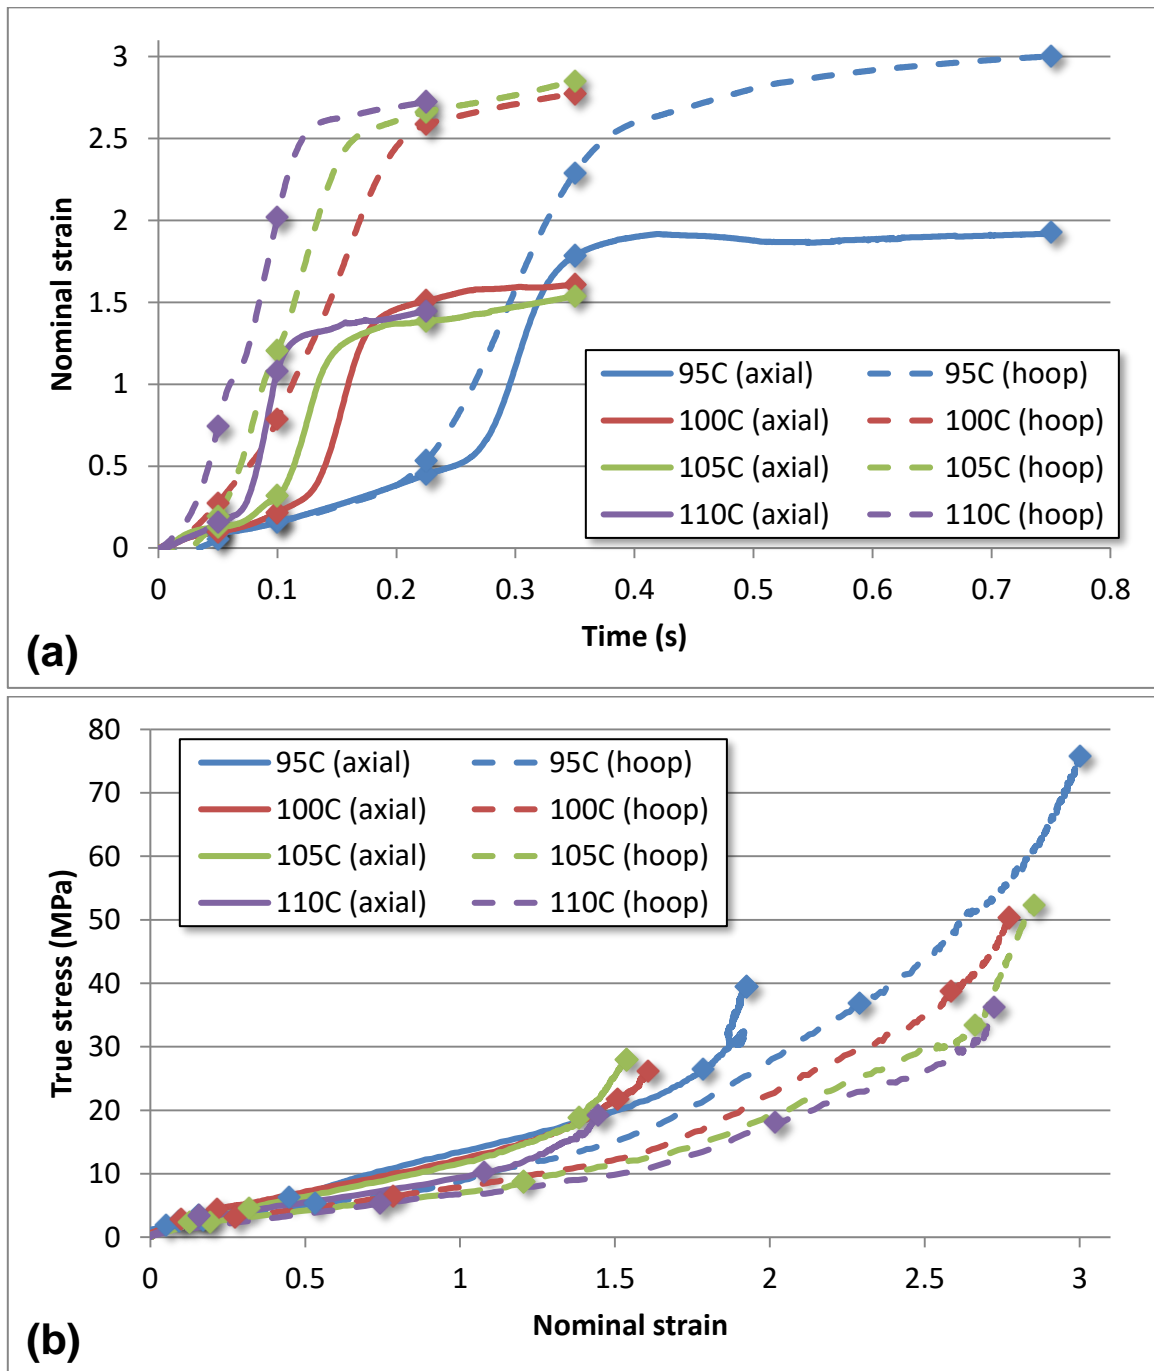 3
2.5
2
1.5
1
0.5
0
Nominal strain
95C (axial) 95C (hoop)
100C (axial) 100C (hoop)
105C (axial) 105C (hoop)
110C (axial) 110C (hoop)
0 0.1 0.2 0.3 0.4 0.5 0.6 0.7 0.8
Time (s)
(a)
80
70
60
50
40
30
20
10
0
True stress (MPa)
95C (axial) 95C (hoop)
100C (axial) 100C (hoop)
105C (axial) 105C (hoop)
110C (axial) 110C (hoop)
0 0.5 1 1.5 2 2.5 3
Nominal strain
(b)